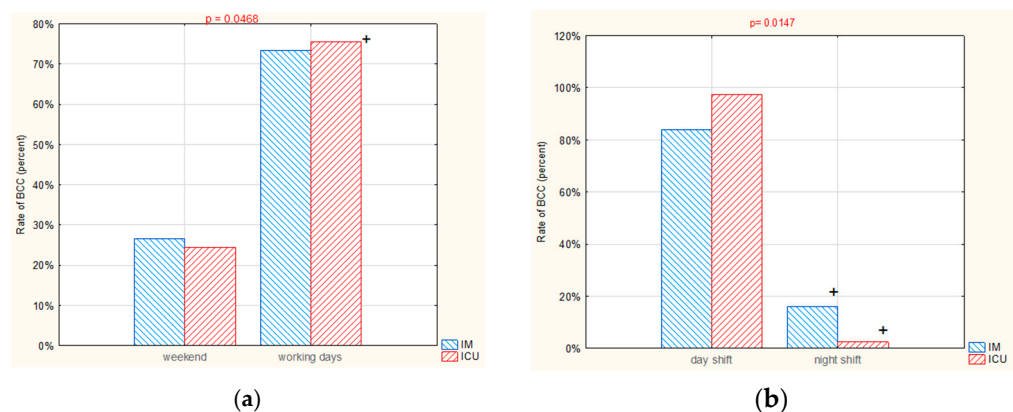 p = 0.0468
Rate of BCC (percent)
80%
70%
60%
50%
40%
30%
20%
10%
0%
+
weekend working days
IM
ICU
(a)
p= 0.0147
Rate of BCC (percent)
120%
100%
80%
60%
40%
20%
0%
+
+
day shift night shift
IM
ICU
(b)